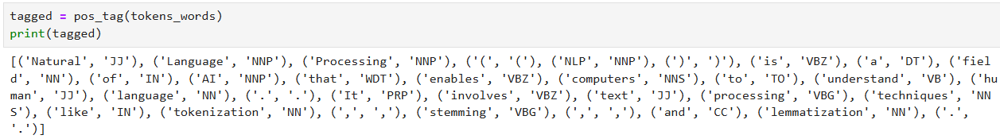 tagged = pos_tag(tokens_words)
print(tagged)
[('Natural', 'JJ'), ('Language', 'NNP'), ('Processing', 'NNP'), ('(', '('), ('NLP', 'NNP'), (')', ')'), ('is', 'VBZ'), ('a', 'DT'), ('fiel
d', 'NN'), ('of', 'IN'), ('AI', 'NNP'), ('that', 'WDT'), ('enables', 'VBZ'), ('computers', 'NNS'), ('to', 'TO'), ('understand', 'VB'), ('hu
man', 'JJ'), ('language', 'NN'), ('.', '.'), ('It', 'PRP'), ('involves', 'VBZ'), ('text', 'JJ'), ('processing', 'VBG'), ('techniques', 'NN
S'), ('like', 'IN'), ('tokenization', 'NN'), (',', ','), ('stemming', 'VBG'), (',', ','), ('and', 'CC'), ('lemmatization', 'NN'), ('.', 
'.')]